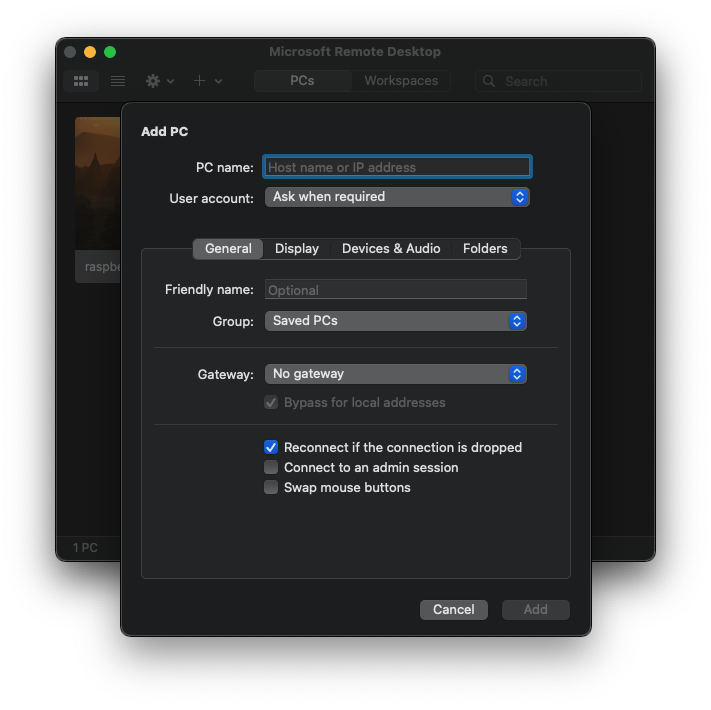 Microsoft Remote Desktop
PCs Workspaces Search
Add PC
PC name: Host name or IP address
User account: Ask when required
General Display Devices & Audio Folders
Friendly name: Optional
Group: Saved PCs
Gateway: No gateway
Bypass for local addresses
Reconnect if the connection is dropped
Connect to an admin session
Swap mouse buttons
1 PC
Cancel Add